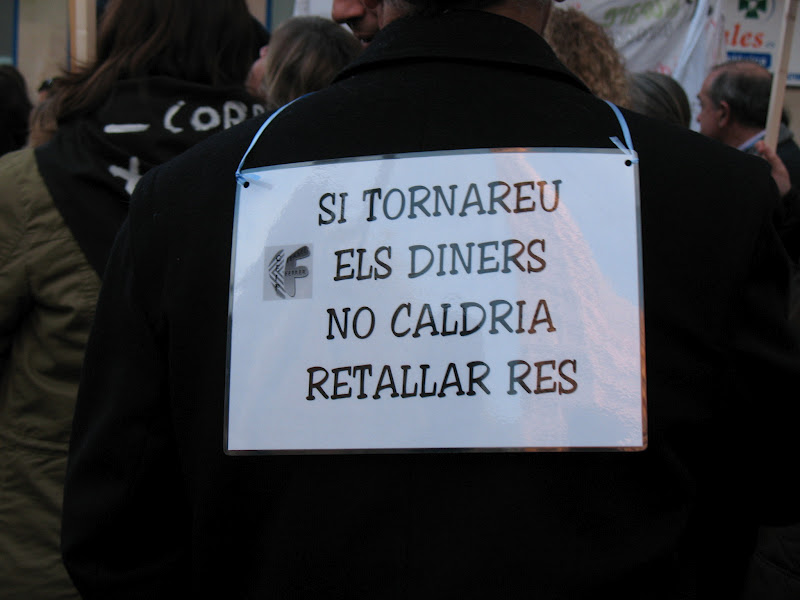 SI TORNAREU
ELS DINERS
NO CALDRIA
RETALLAR RES